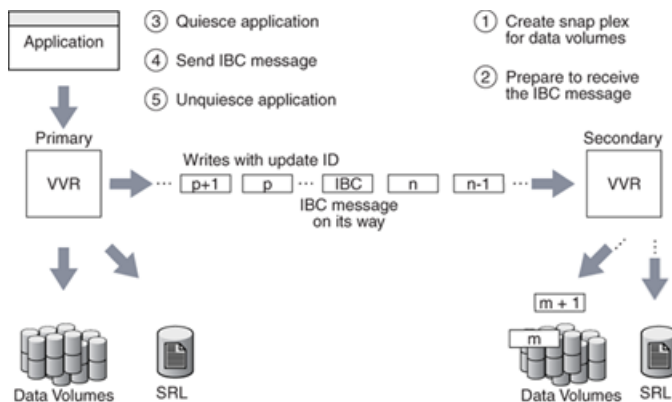 Application
③ Quiesce application
④ Send IBC message
⑤ Unquiesce application
① Create snap plex
for data volumes
② Prepare to receive
the IBC message
Primary
VVR
Writes with update ID
... p+1 p ... IBC n n-1 ...
IBC message
on its way
Secondary
VVR
m + 1
m
Data Volumes
SRL
Data Volumes
SRL